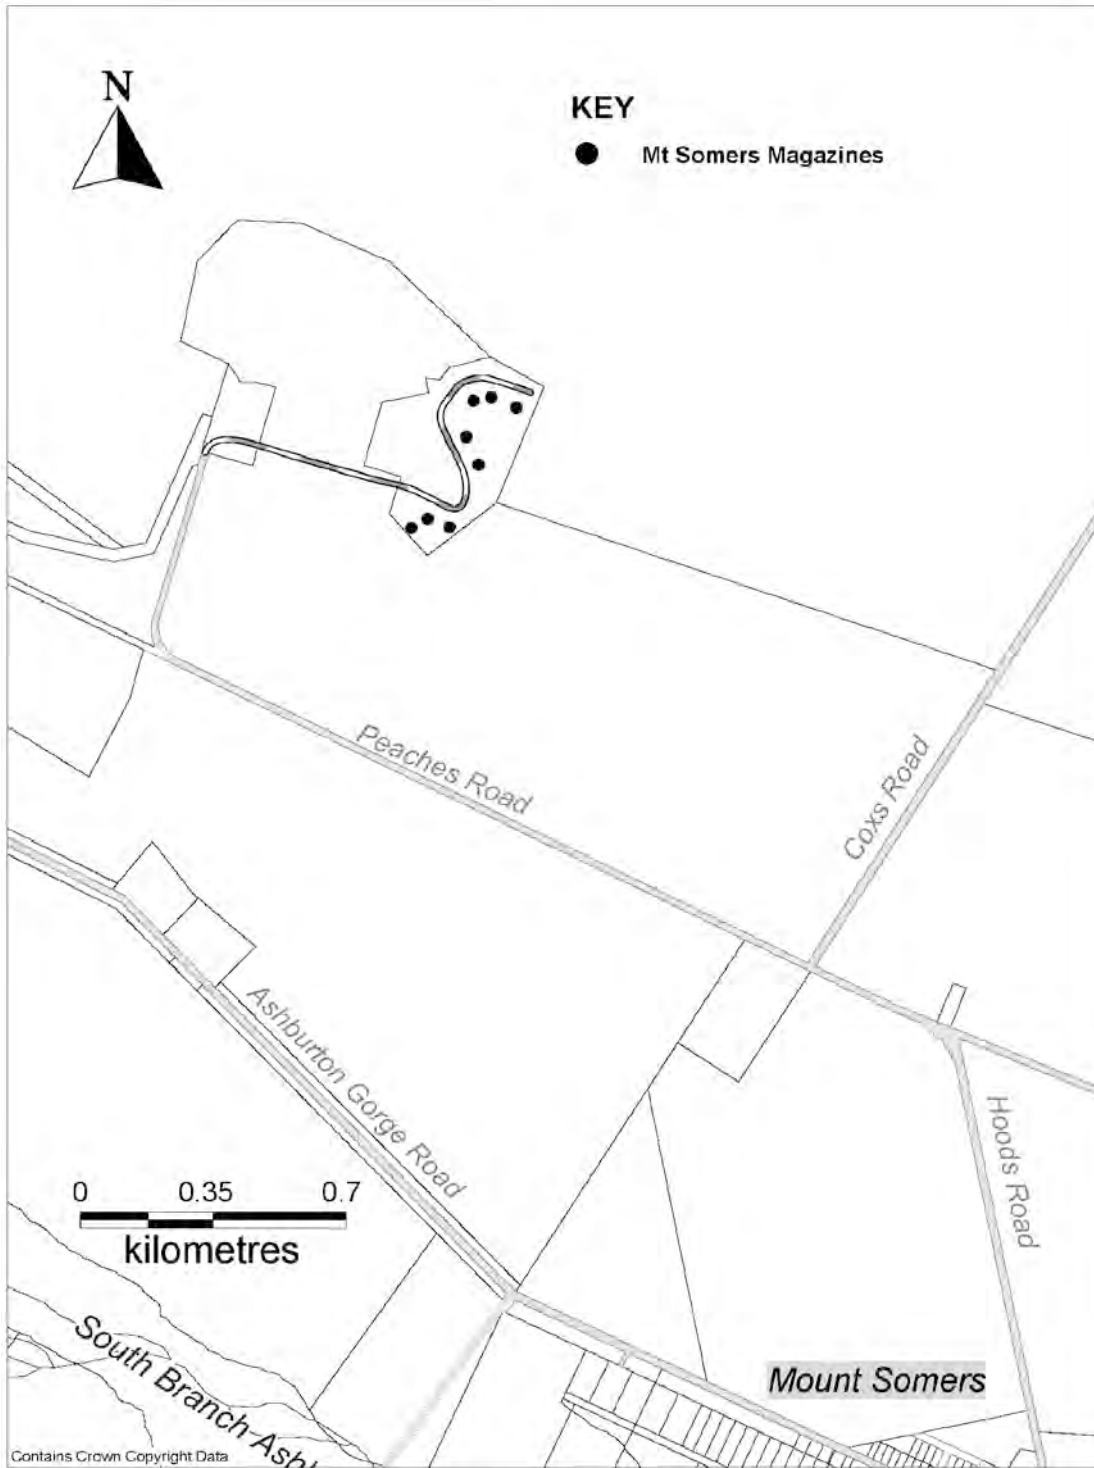 N
KEY
Mt Somers Magazines
Peaches Road
Coxs Road
Ashburton Gorge Road
Hoods Road
0 0.35 0.7
kilometres
South Branch Ashb
Mount Somers
Contains Crown Copyright Data